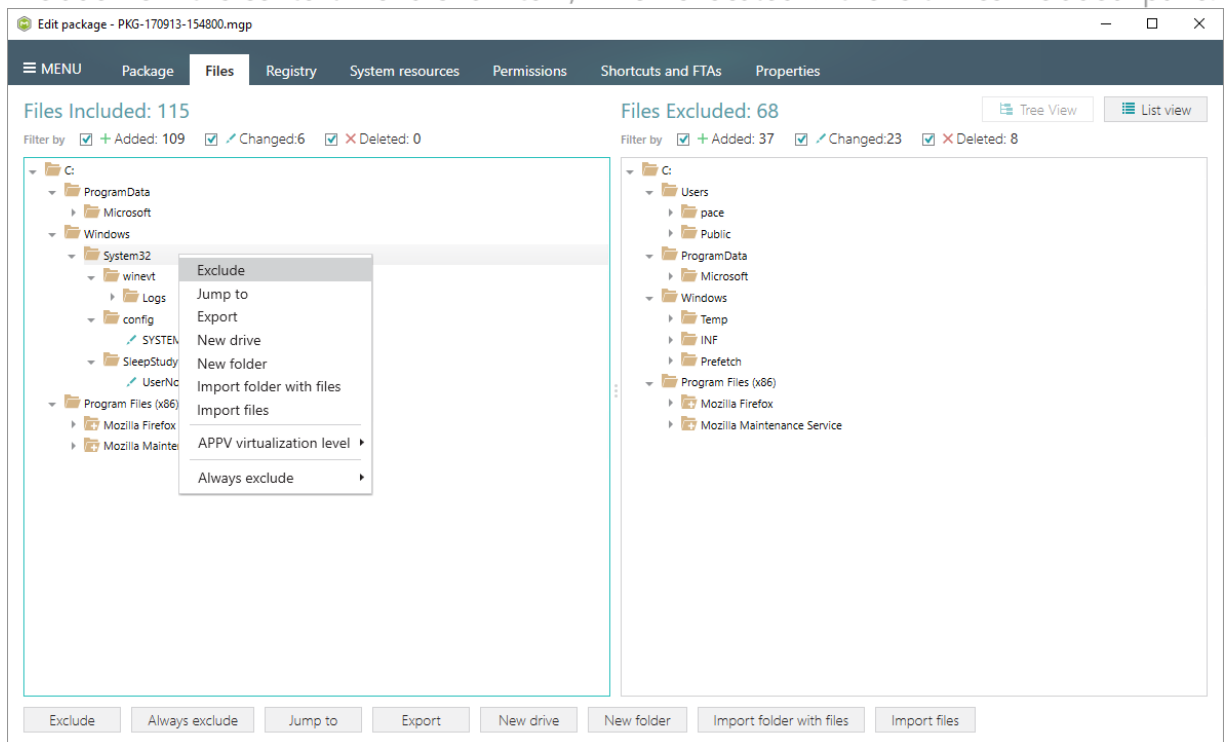 Edit package - PKG-170913-154800.mgp
MENU Package Files Registry System resources Permissions Shortcuts and FTAs Properties
Files Included: 115
Filter by Added: 109 Changed:6 Deleted: 0
C:
ProgramData
Microsoft
Windows
System32
winevt
Logs
config
SleepStudy
Program Files (x86)
Mozilla Firefox
Exclude
Jump to
Export
New drive
New folder
Import folder with files
Import files
APPV virtualization level
Always exclude
Files Excluded: 68
Tree View List view
Filter by Added: 37 Changed:23 Deleted: 8
C:
Users
pace
Public
ProgramData
Microsoft
Windows
Temp
INF
Prefetch
Program Files (x86)
Mozilla Firefox
Mozilla Maintenance Service
Exclude Always exclude Jump to Export New drive New folder Import folder with files Import files